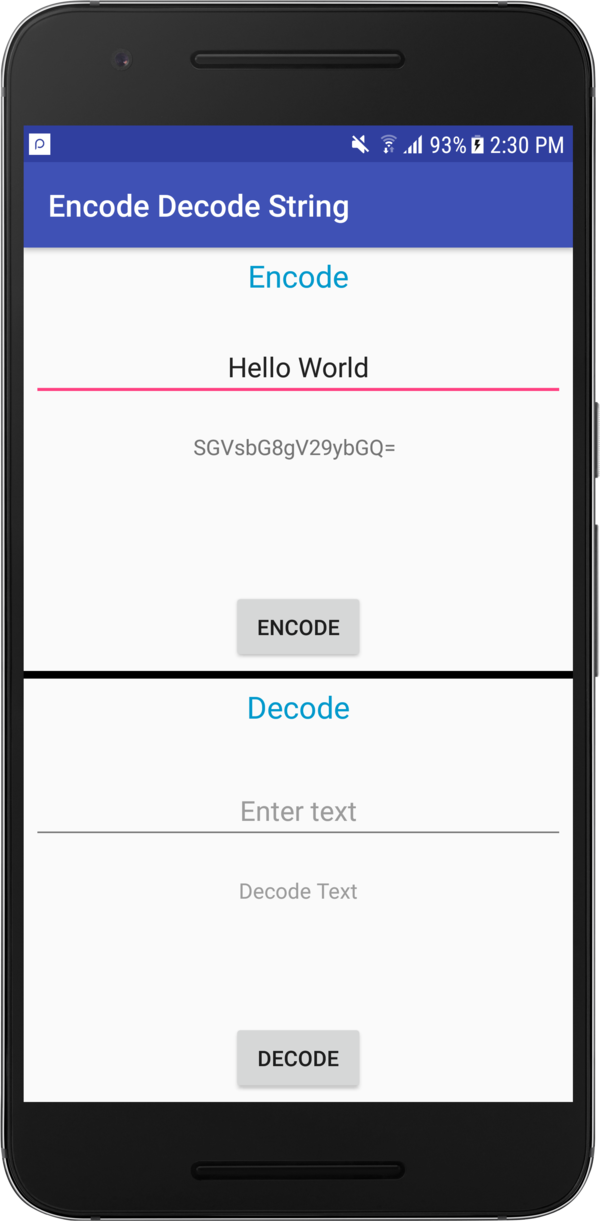 93% 2:30 PM
Encode Decode String
Encode
Hello World
SGVsbG8gV29ybGQ=
ENCODE
Decode
Enter text
Decode Text
DECODE